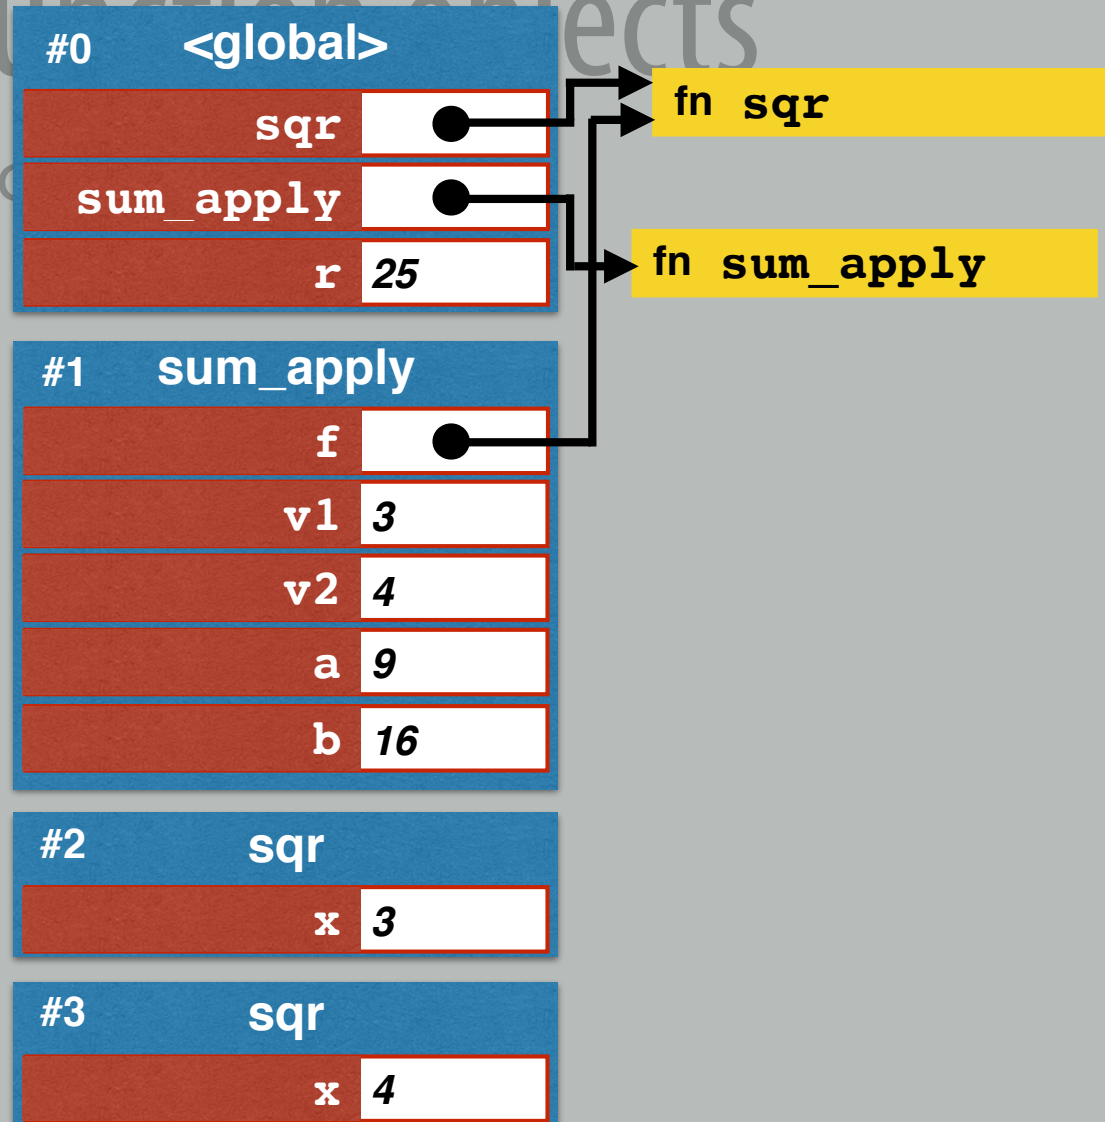 #0 <global>
sqr
sum_apply
r 25
fn sqr
fn sum_apply
#1 sum_apply
f
v1 3
v2 4
a 9
b 16
#2 sqr
x 3
#3 sqr
x 4